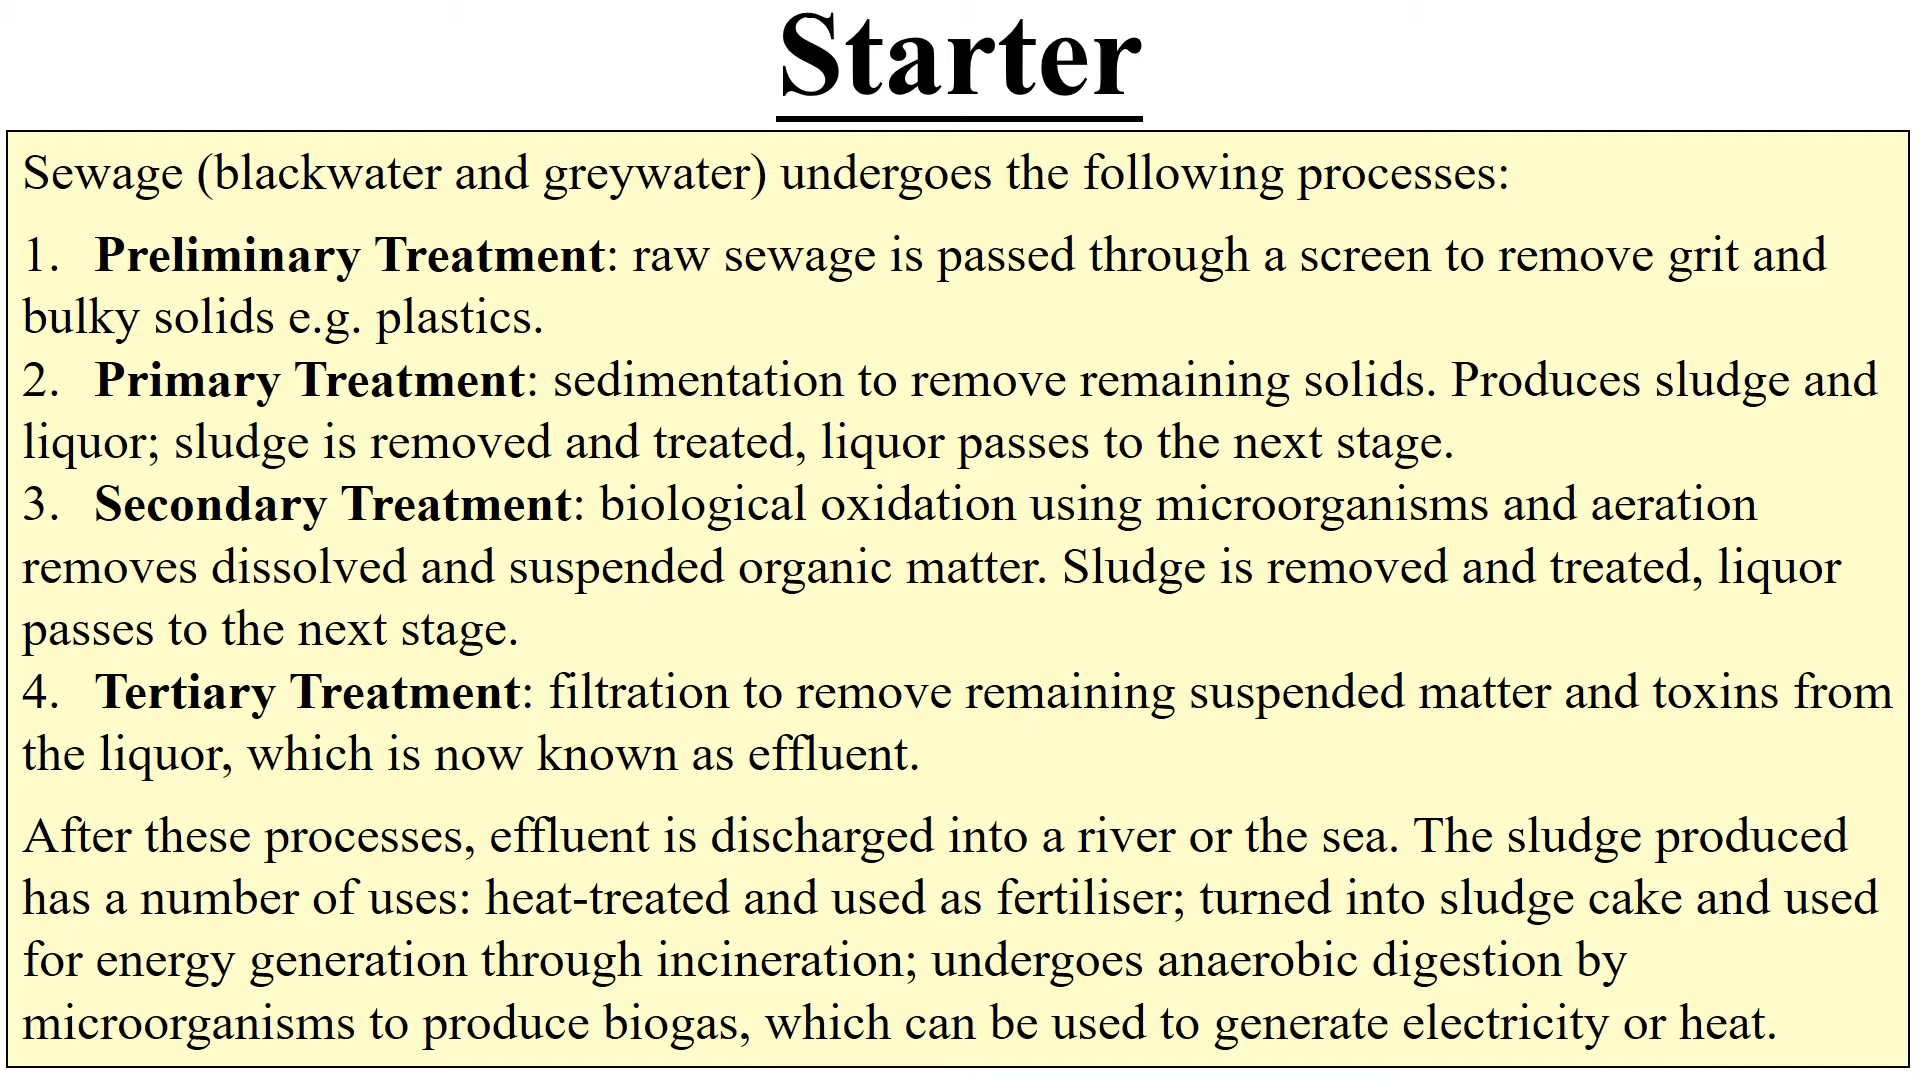 Starter
Sewage (blackwater and greywater) undergoes the following processes:
1. Preliminary Treatment: raw sewage is passed through a screen to remove grit and
bulky solids e.g. plastics.
2. Primary Treatment: sedimentation to remove remaining solids. Produces sludge and
liquor; sludge is removed and treated, liquor passes to the next stage.
3. Secondary Treatment: biological oxidation using microorganisms and aeration
removes dissolved and suspended organic matter. Sludge is removed and treated, liquor
passes to the next stage.
4. Tertiary Treatment: filtration to remove remaining suspended matter and toxins from
the liquor, which is now known as effluent.
After these processes, effluent is discharged into a river or the sea. The sludge produced
has a number of uses: heat-treated and used as fertiliser; turned into sludge cake and used
for energy generation through incineration; undergoes anaerobic digestion by
microorganisms to produce biogas, which can be used to generate electricity or heat.